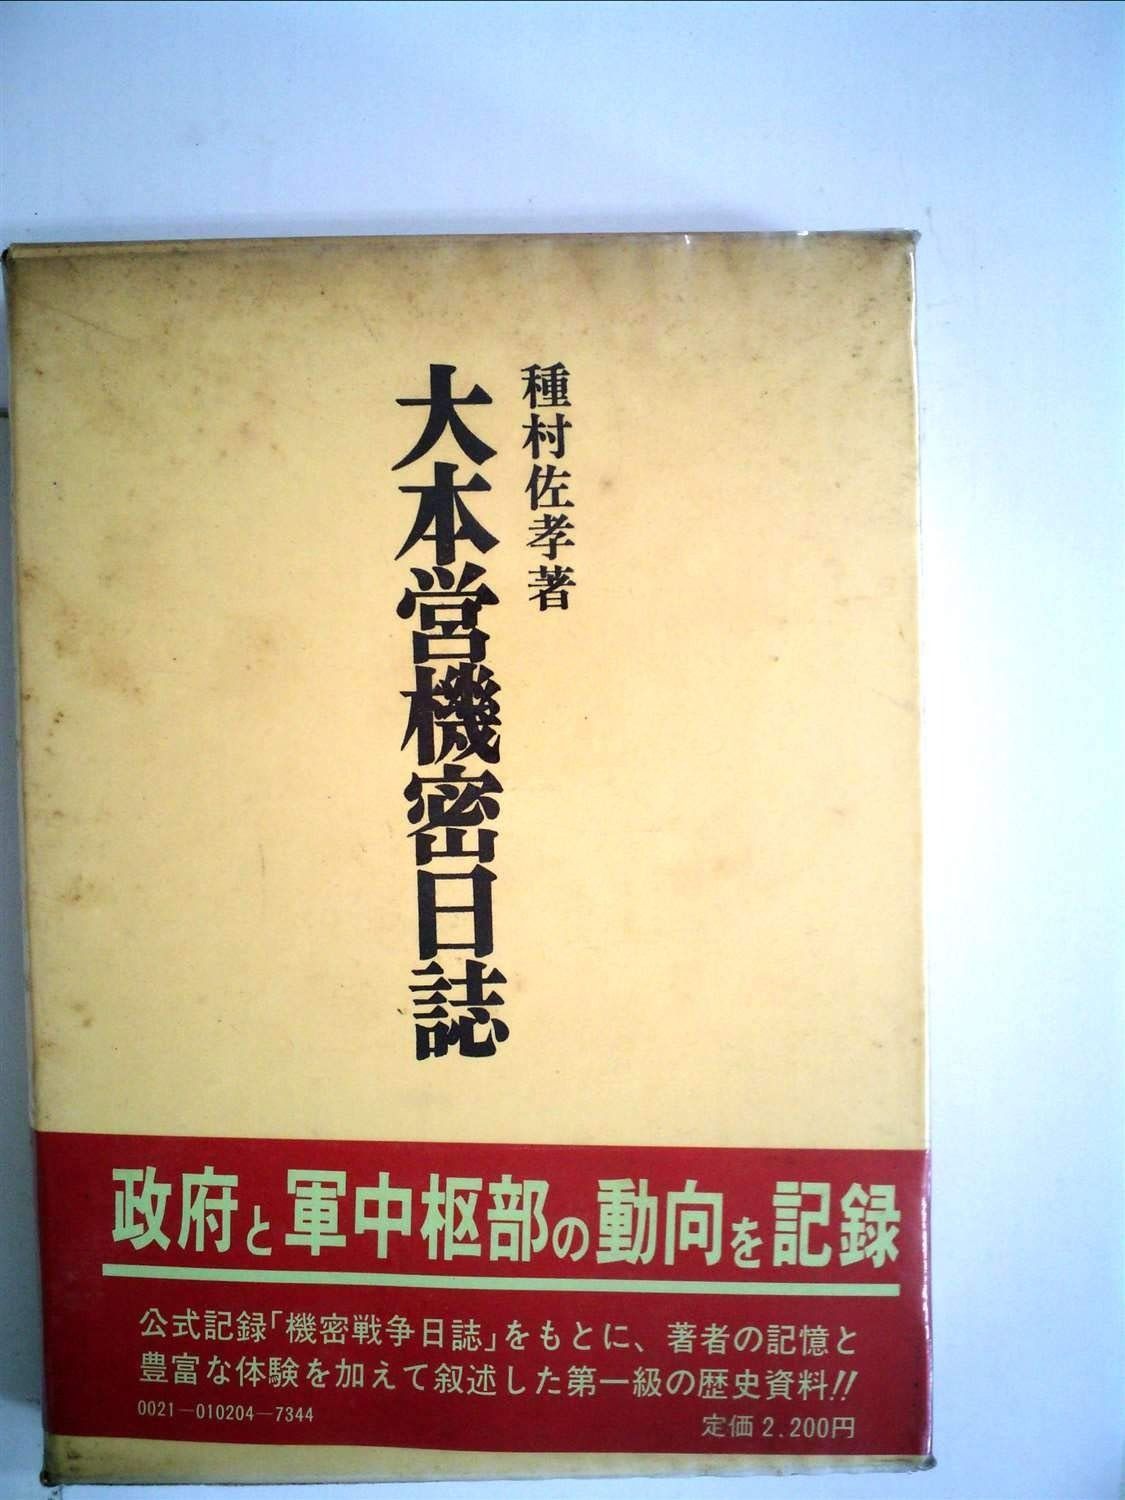 種村佐孝著
大本営機密日誌
政府と軍中枢部の動向を記録
公式記録「機密戦争日誌」をもとに、著者の記憶と
豊富な体験を加えて叙述した第一級の歴史資料!!
0021-010204-7344
定価2.200円